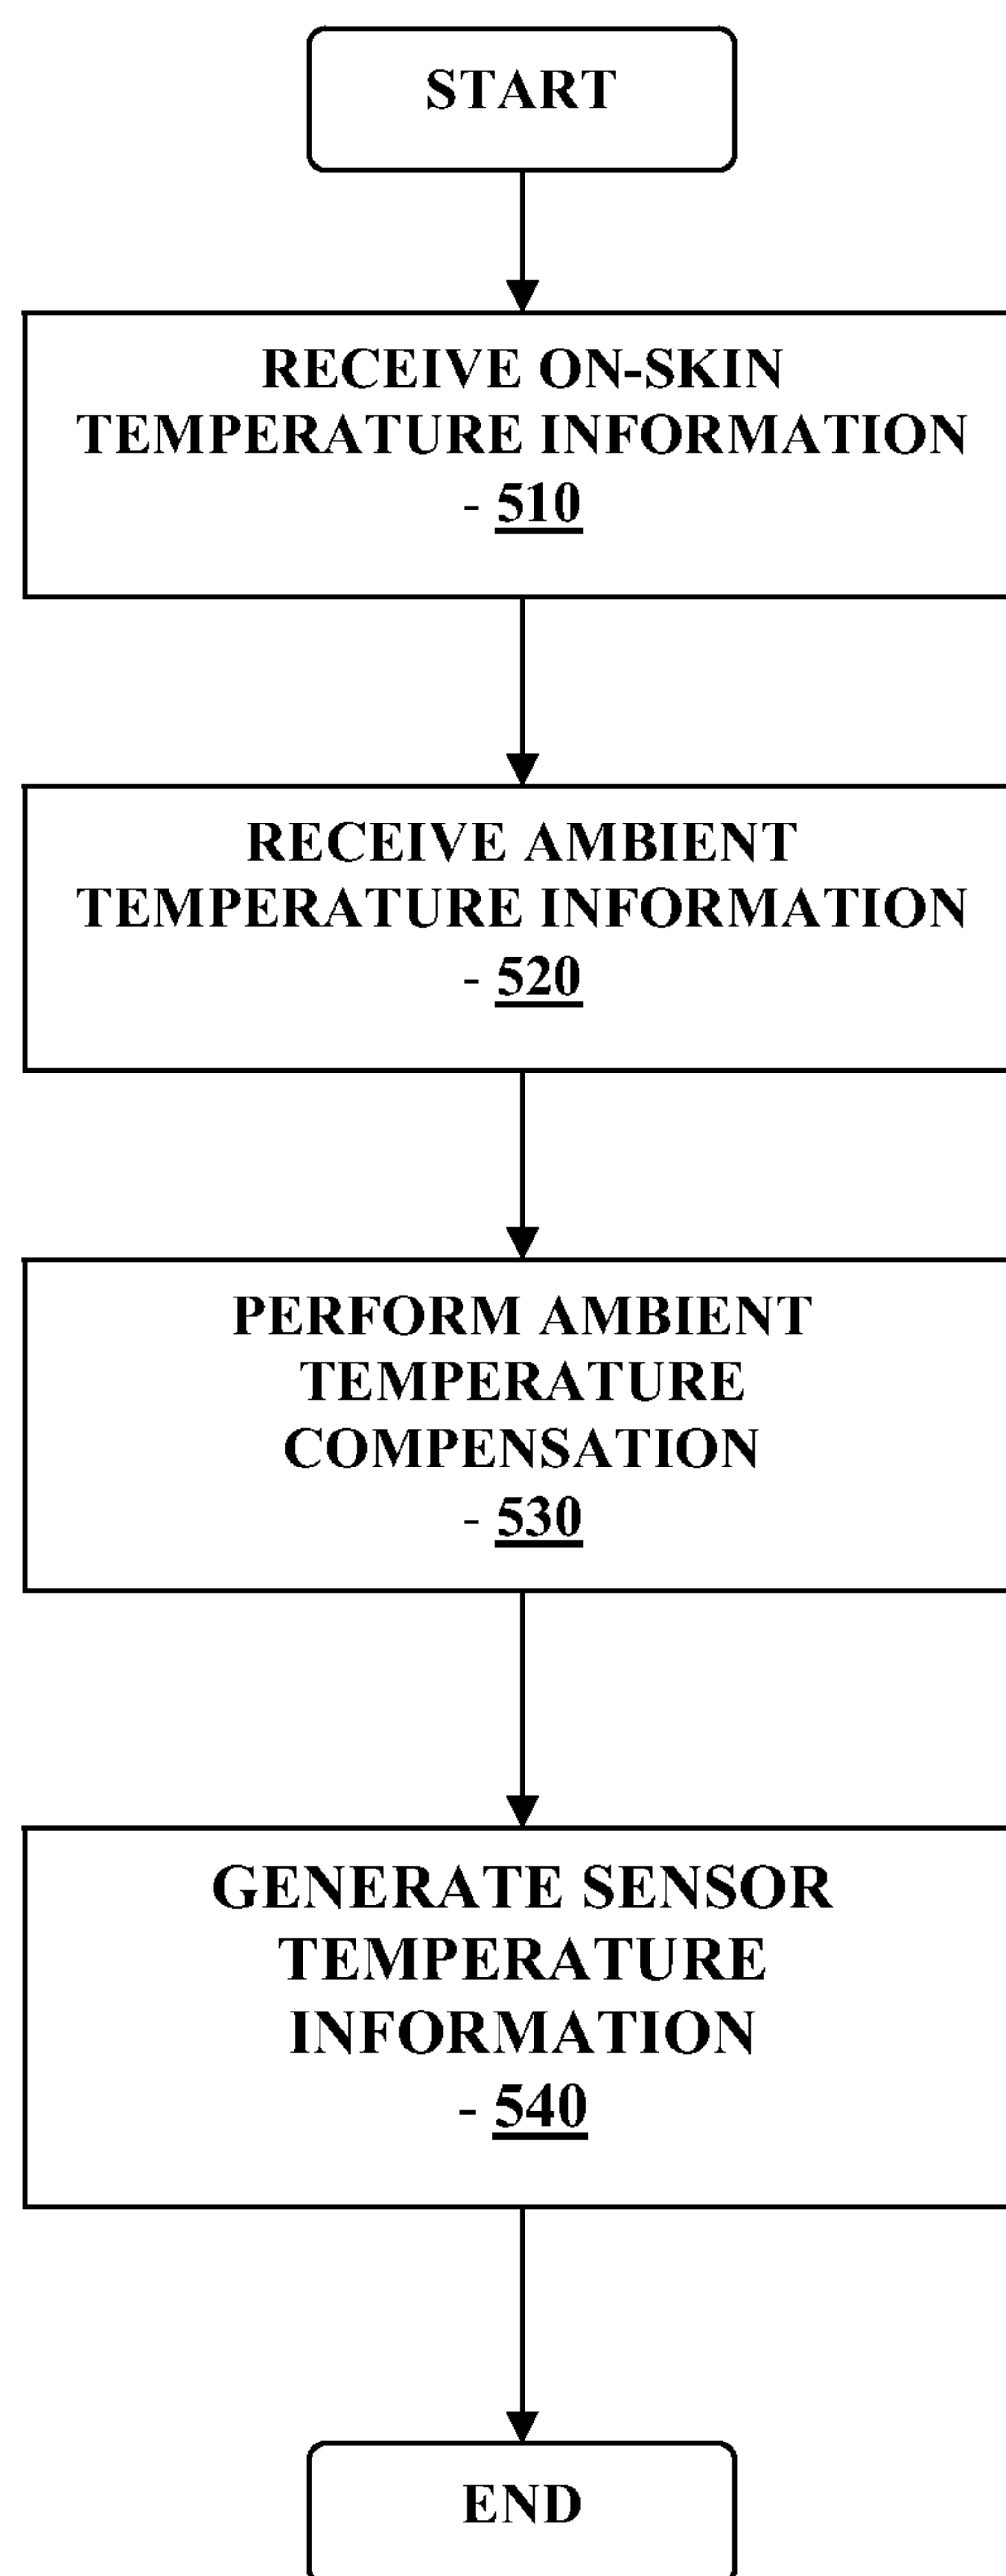 START
RECEIVE ON-SKIN
TEMPERATURE INFORMATION
- 510
RECEIVE AMBIENT
TEMPERATURE INFORMATION
- 520
PERFORM AMBIENT
TEMPERATURE
COMPENSATION
- 530
GENERATE SENSOR
TEMPERATURE
INFORMATION
- 540
END